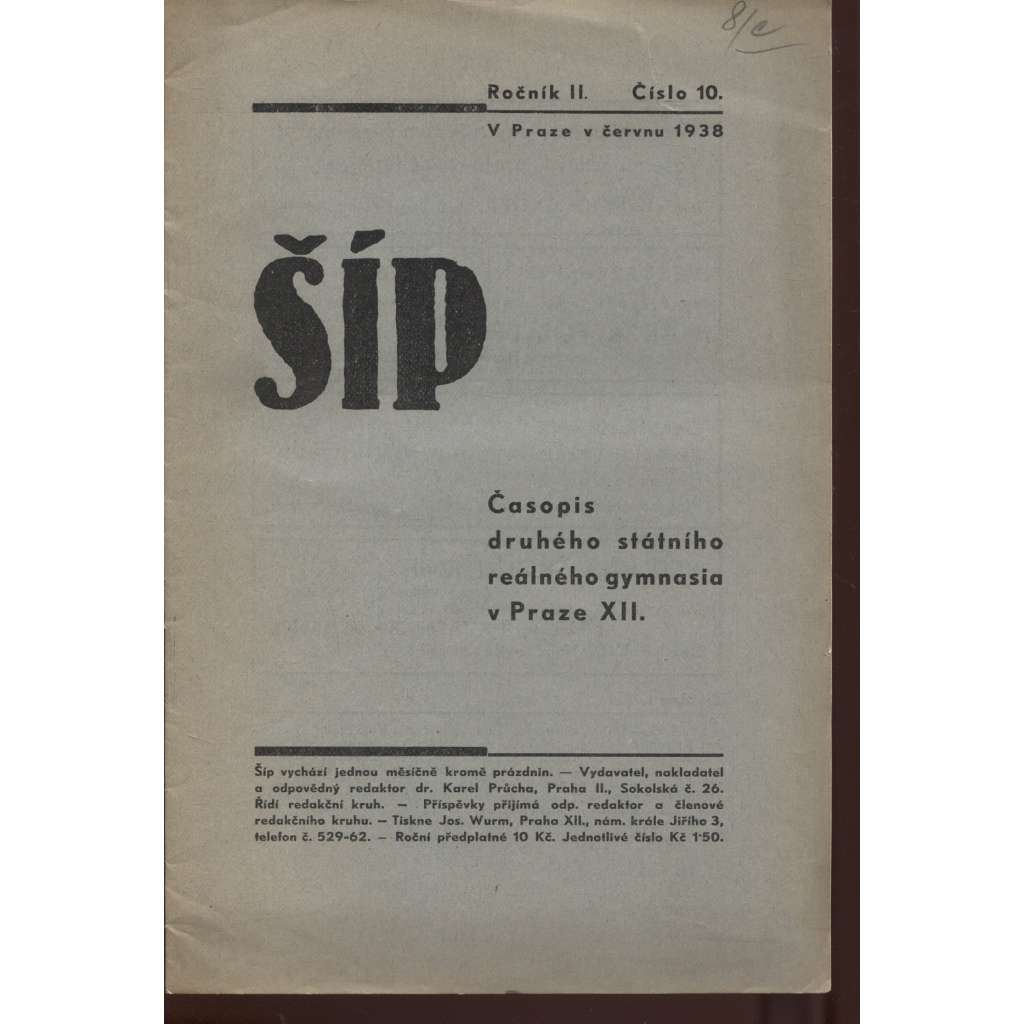 8/c
Ročník II. Číslo 10.
V Praze v červnu 1938
ŠÍP
Časopis
druhého státního
reálného gymnasia
v Praze XII.
Šíp vychází jednou měsíčně kromě prázdnin. — Vydavatel, nakladatel
a odpovědný redaktor dr. Karel Průcha, Praha II., Sokolská č. 26.
Řídí redakční kruh. — Příspěvky přijímá odp. redaktor a členové
redakčního kruhu. — Tiskne Jos. Wurm, Praha XII., nám. krále Jiřího 3,
telefon č. 529-62. — Roční předplatné 10 Kč. Jednotlivé číslo Kč 1·50.